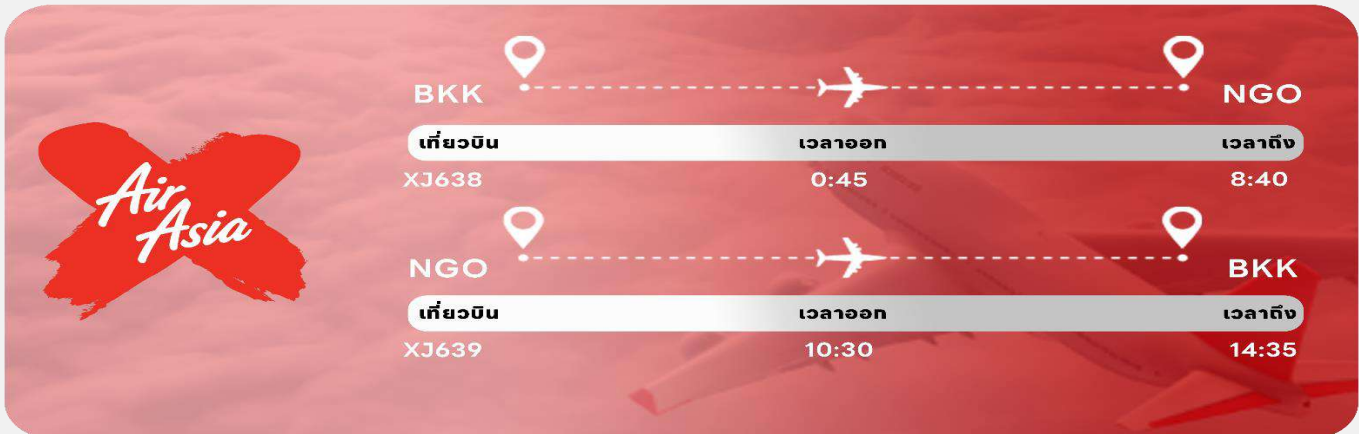 Air
Asia
BKK NGO
เที่ยวบิน เวลาออก เวลาถึง
XJ638 0:45 8:40
NGO BKK
เที่ยวบิน เวลาออก เวลาถึง
XJ639 10:30 14:35